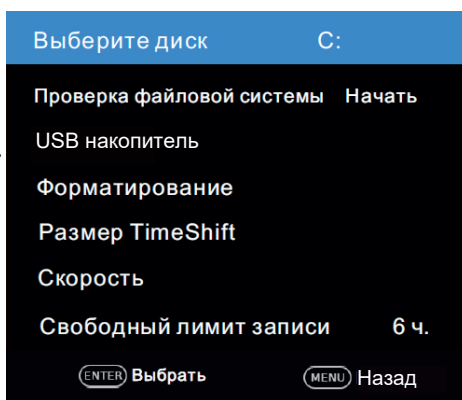 Выберите диск C:
Проверка файловой системы Начать
USB накопитель
Форматирование
Размер TimeShift
Скорость
Свободный лимит записи 6 ч.
ENTER Выбрать MENU Назад